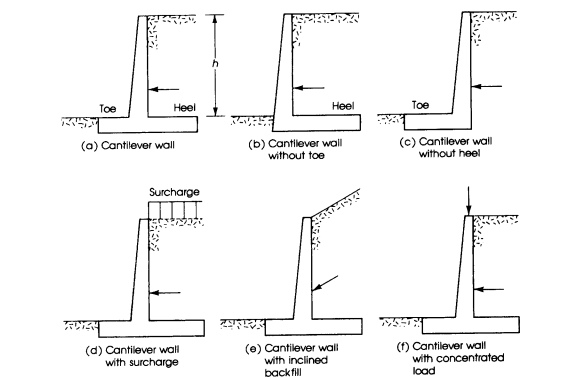 h
Toe
Heel
Heel
Toe
(a) Cantilever wall
(b) Cantilever wall
without toe
(c) Cantilever wall
without heel
Surcharge
(d) Cantilever wall
with surcharge
(e) Cantilever wall
with inclined
backfill
(f) Cantilever wall
with concentrated
load